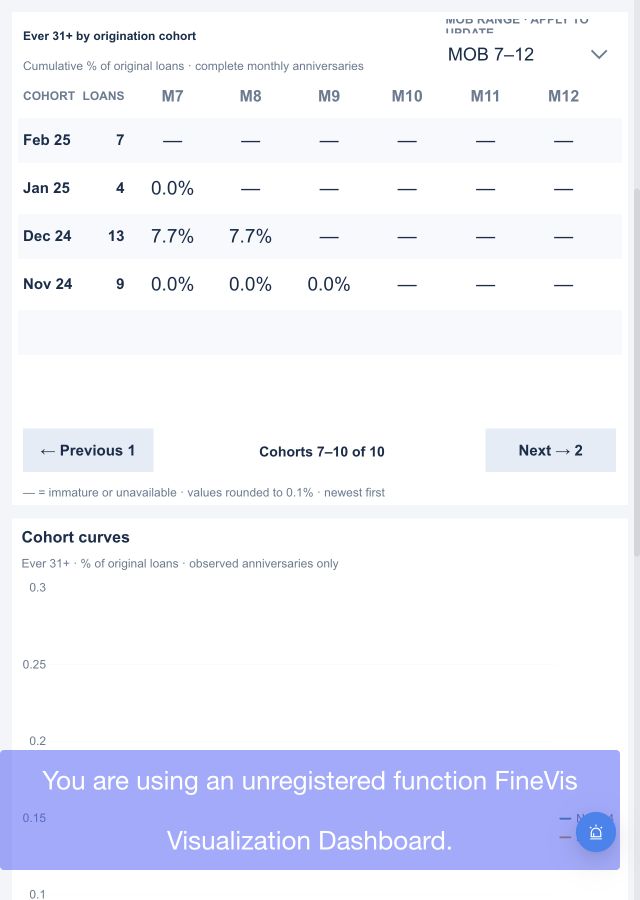 MOB RANGE · APPLY TO
UPDATE
Ever 31+ by origination cohort
MOB 7–12
Cumulative % of original loans · complete monthly anniversaries
COHORT LOANS M7 M8 M9 M10 M11 M12
Feb 25 7 — — — — — —
Jan 25 4 0.0% — — — — —
Dec 24 13 7.7% 7.7% — — — —
Nov 24 9 0.0% 0.0% 0.0% — — —
← Previous 1 Cohorts 7–10 of 10 Next → 2
— = immature or unavailable · values rounded to 0.1% · newest first
Cohort curves
Ever 31+ · % of original loans · observed anniversaries only
0.3
0.25
0.2
You are using an unregistered function FineVis
0.15
Visualization Dashboard.
0.1